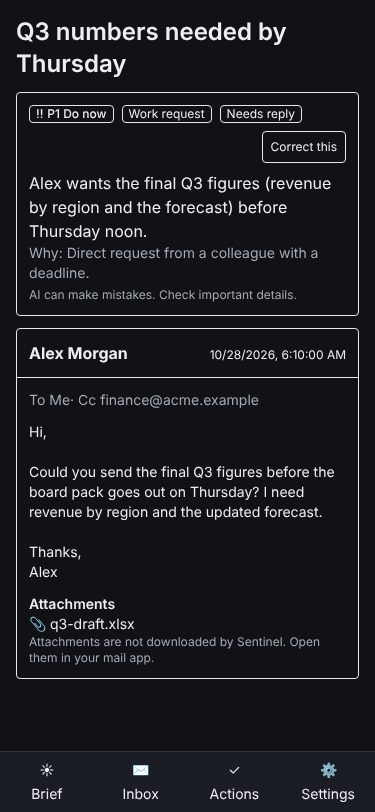 Q3 numbers needed by
Thursday
!! P1 Do now
Work request
Needs reply
Correct this
Alex wants the final Q3 figures (revenue
by region and the forecast) before
Thursday noon.
Why: Direct request from a colleague with a
deadline.
AI can make mistakes. Check important details.
Alex Morgan
10/28/2026, 6:10:00 AM
To Me· Cc finance@acme.example
Hi,
Could you send the final Q3 figures before the
board pack goes out on Thursday? I need
revenue by region and the updated forecast.
Thanks,
Alex
Attachments
📎 q3-draft.xlsx
Attachments are not downloaded by Sentinel. Open
them in your mail app.
Brief
Inbox
Actions
Settings